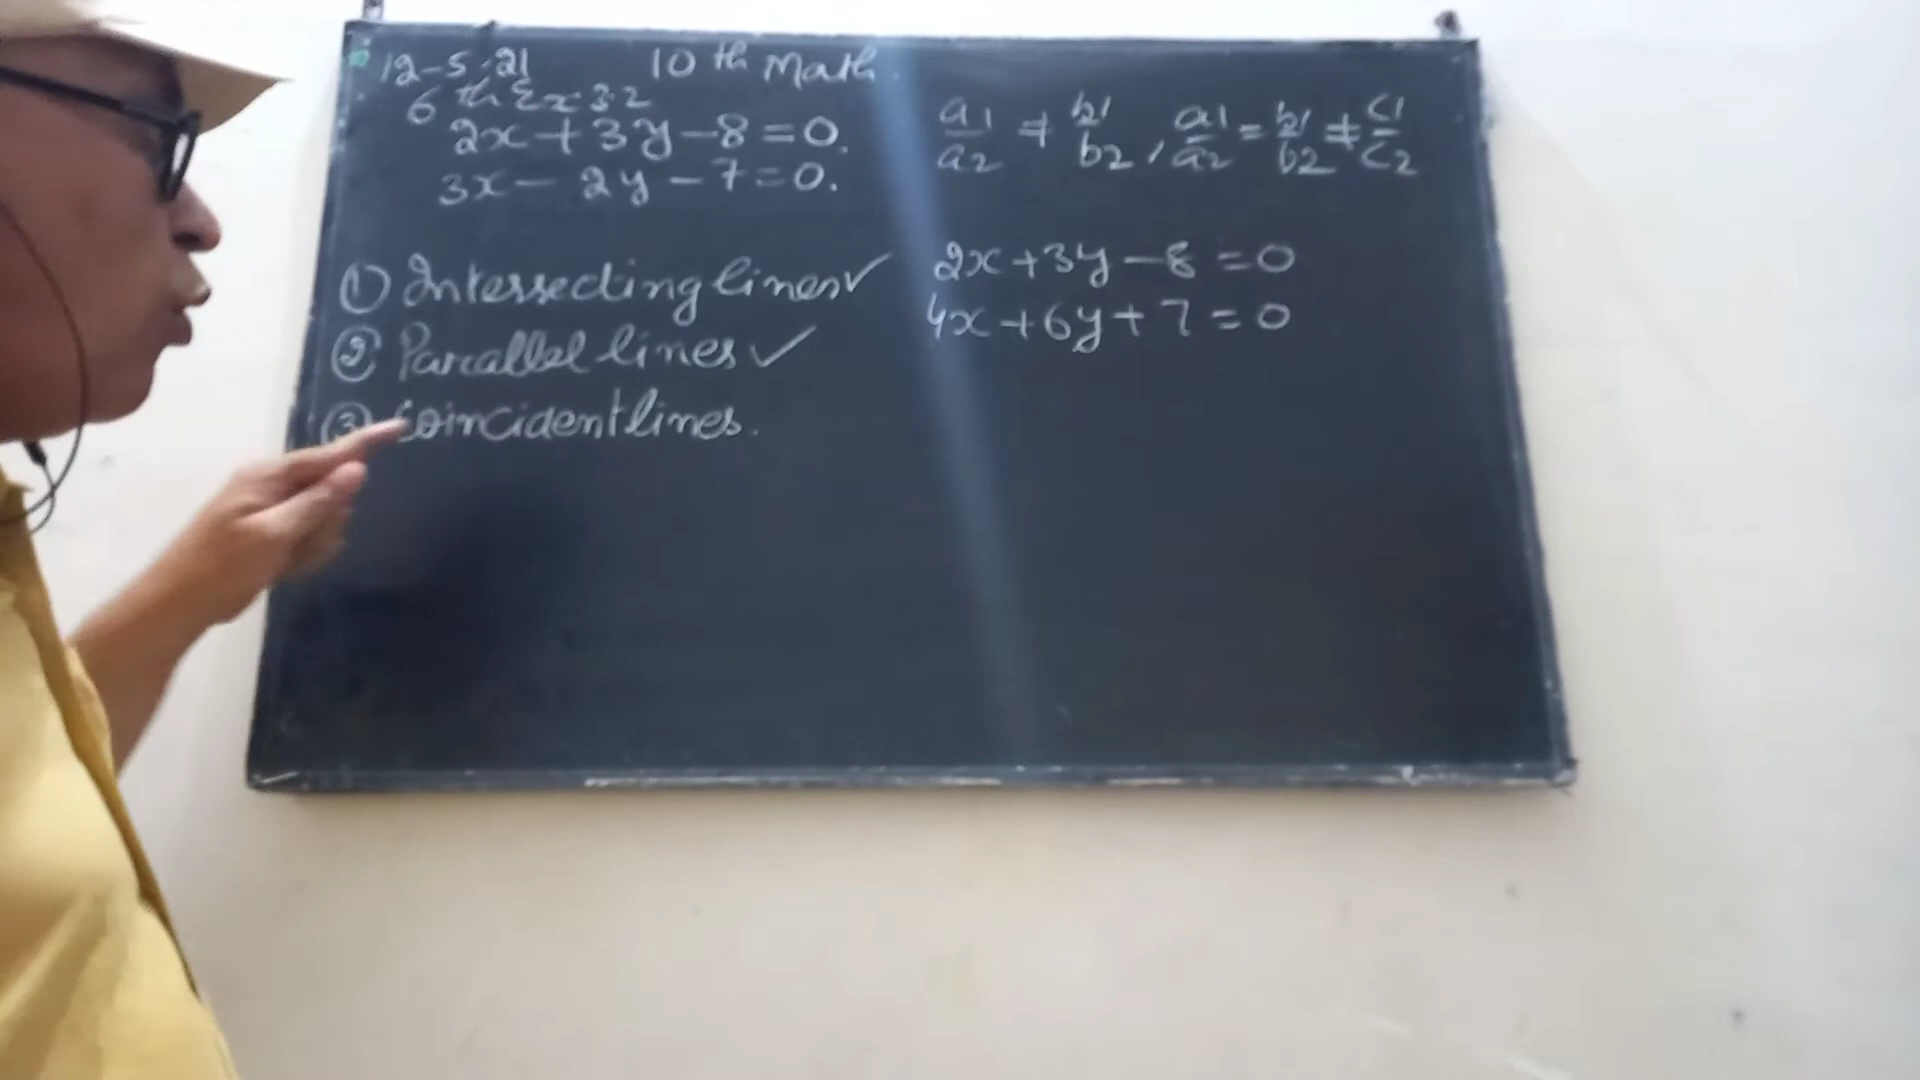 12-5-21 10th Math.
6th Ex 3.2
2x+3y-8=0.
3x-2y-7=0.
① Intersecting lines✓
② Parallel lines✓
③ Coincident lines.
a1/a2 ≠ b1/b2, a1/a2 = b1/b2 ≠ c1/c2
2x+3y-8=0
4x+6y+7=0